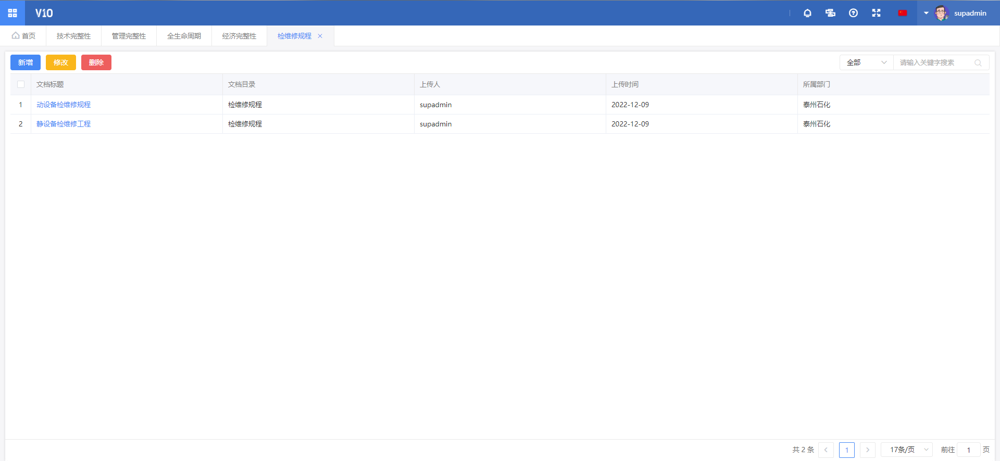 V10
supadmin
首页 技术完整性 管理完整性 全生命周期 经济完整性 检维修规程
新增 修改 删除 全部 请输入关键字搜索
文档标题 文档目录 上传人 上传时间 所属部门
1 动设备检维修规程 检维修规程 supadmin 2022-12-09 泰州石化
2 静设备检维修工程 检维修规程 supadmin 2022-12-09 泰州石化
共 2 条 1 17条/页 前往 1 页